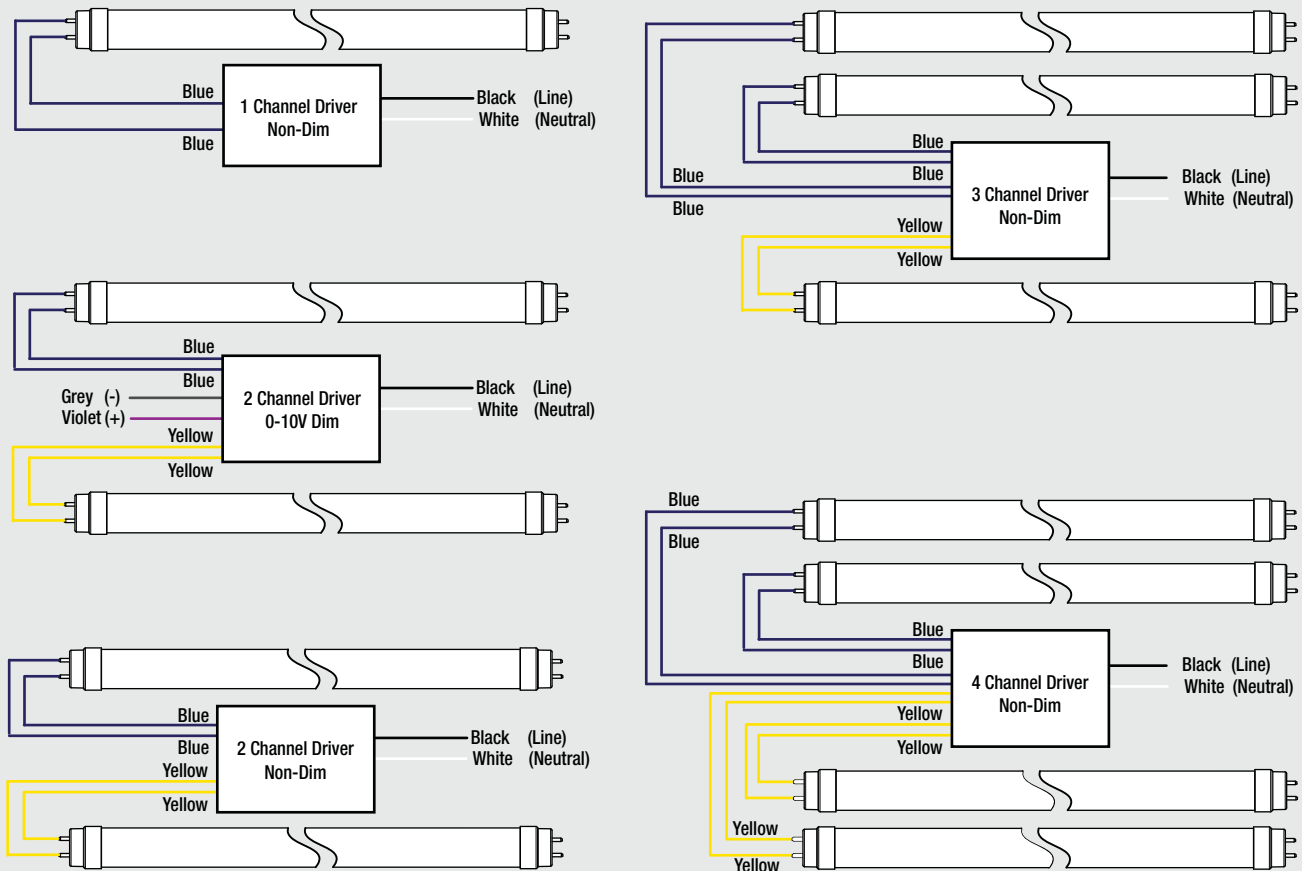 Blue
1 Channel Driver
Non-Dim
Blue
Black (Line)
White (Neutral)
Blue
Blue
Grey (-)
Violet (+)
2 Channel Driver
0-10V Dim
Yellow
Yellow
Black (Line)
White (Neutral)
Blue
Blue
2 Channel Driver
Non-Dim
Yellow
Yellow
Black (Line)
White (Neutral)
Blue
Blue
Blue
Blue
3 Channel Driver
Non-Dim
Yellow
Yellow
Black (Line)
White (Neutral)
Blue
Blue
Blue
Blue
4 Channel Driver
Non-Dim
Yellow
Yellow
Black (Line)
White (Neutral)
Yellow
Yellow